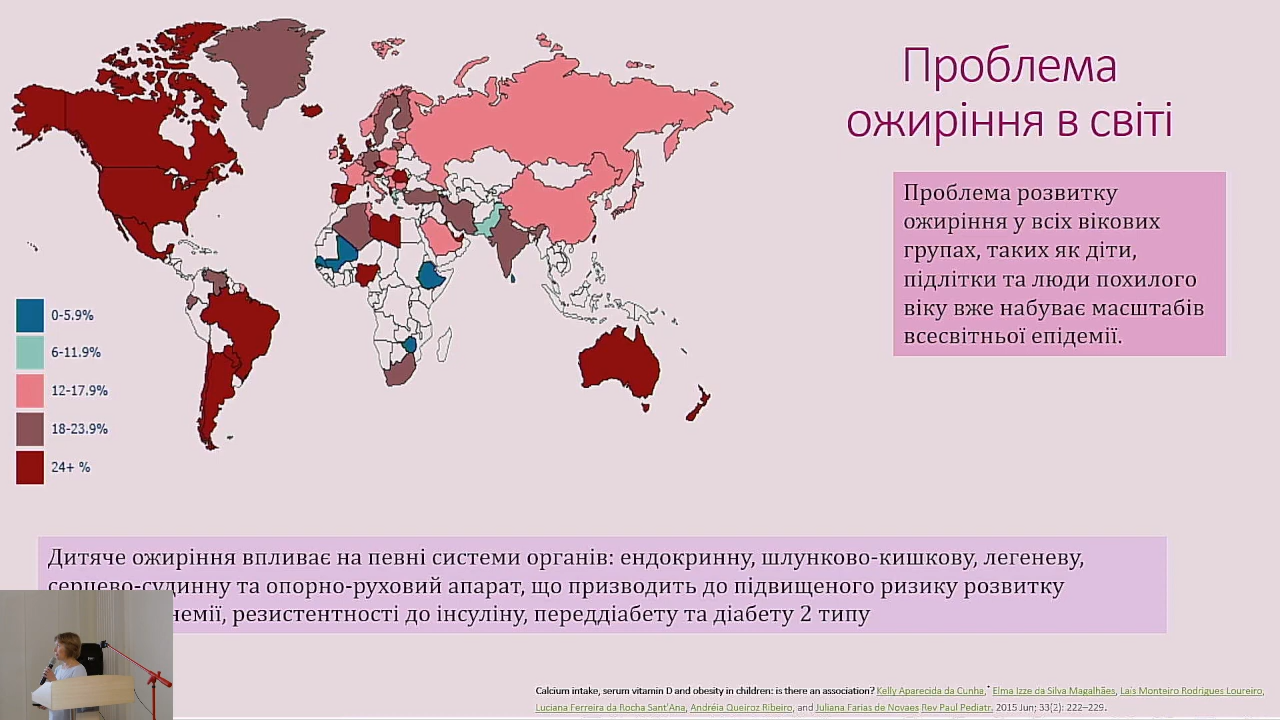 Проблема
ожиріння в світі
Проблема розвитку
ожиріння у всіх вікових
групах, таких як діти,
підлітки та люди похилого
віку вже набуває масштабів
всесвітньої епідемії.
0-5.9%
6-11.9%
12-17.9%
18-23.9%
24+ %
Дитяче ожиріння впливає на певні системи органів: ендокринну, шлунково-кишкову, легеневу,
серцево-судинну та опорно-руховий апарат, що призводить до підвищеного ризику розвитку
немії, резистентності до інсуліну, переддіабету та діабету 2 типу
Calcium intake, serum vitamin D and obesity in children: is there an association? Kelly Aparecida da Cunha,* Elma Izze da Silva Magalhães, Laís Monteiro Rodrigues Loureiro,
Luciana Ferreira da Rocha Sant'Ana, Andréia Queiroz Ribeiro, and Juliana Farias de Novaes Rev Paul Pediatr. 2015 Jun; 33(2): 222–229.